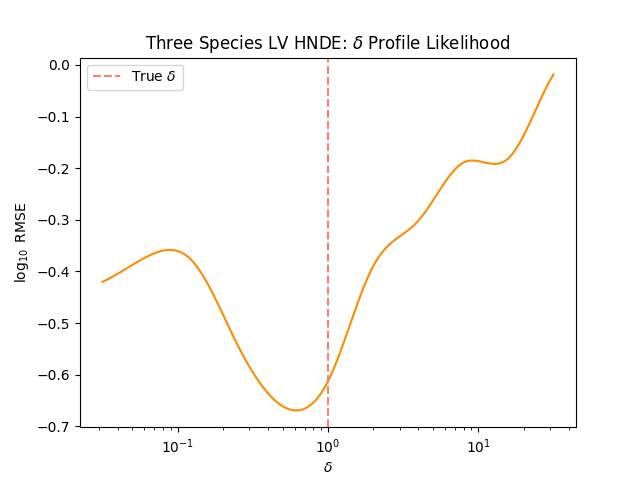 Three Species LV HNDE: δ Profile Likelihood
True δ
log₁₀ RMSE
0.0
−0.1
−0.2
−0.3
−0.4
−0.5
−0.6
−0.7
10⁻¹ 10⁰ 10¹
δ